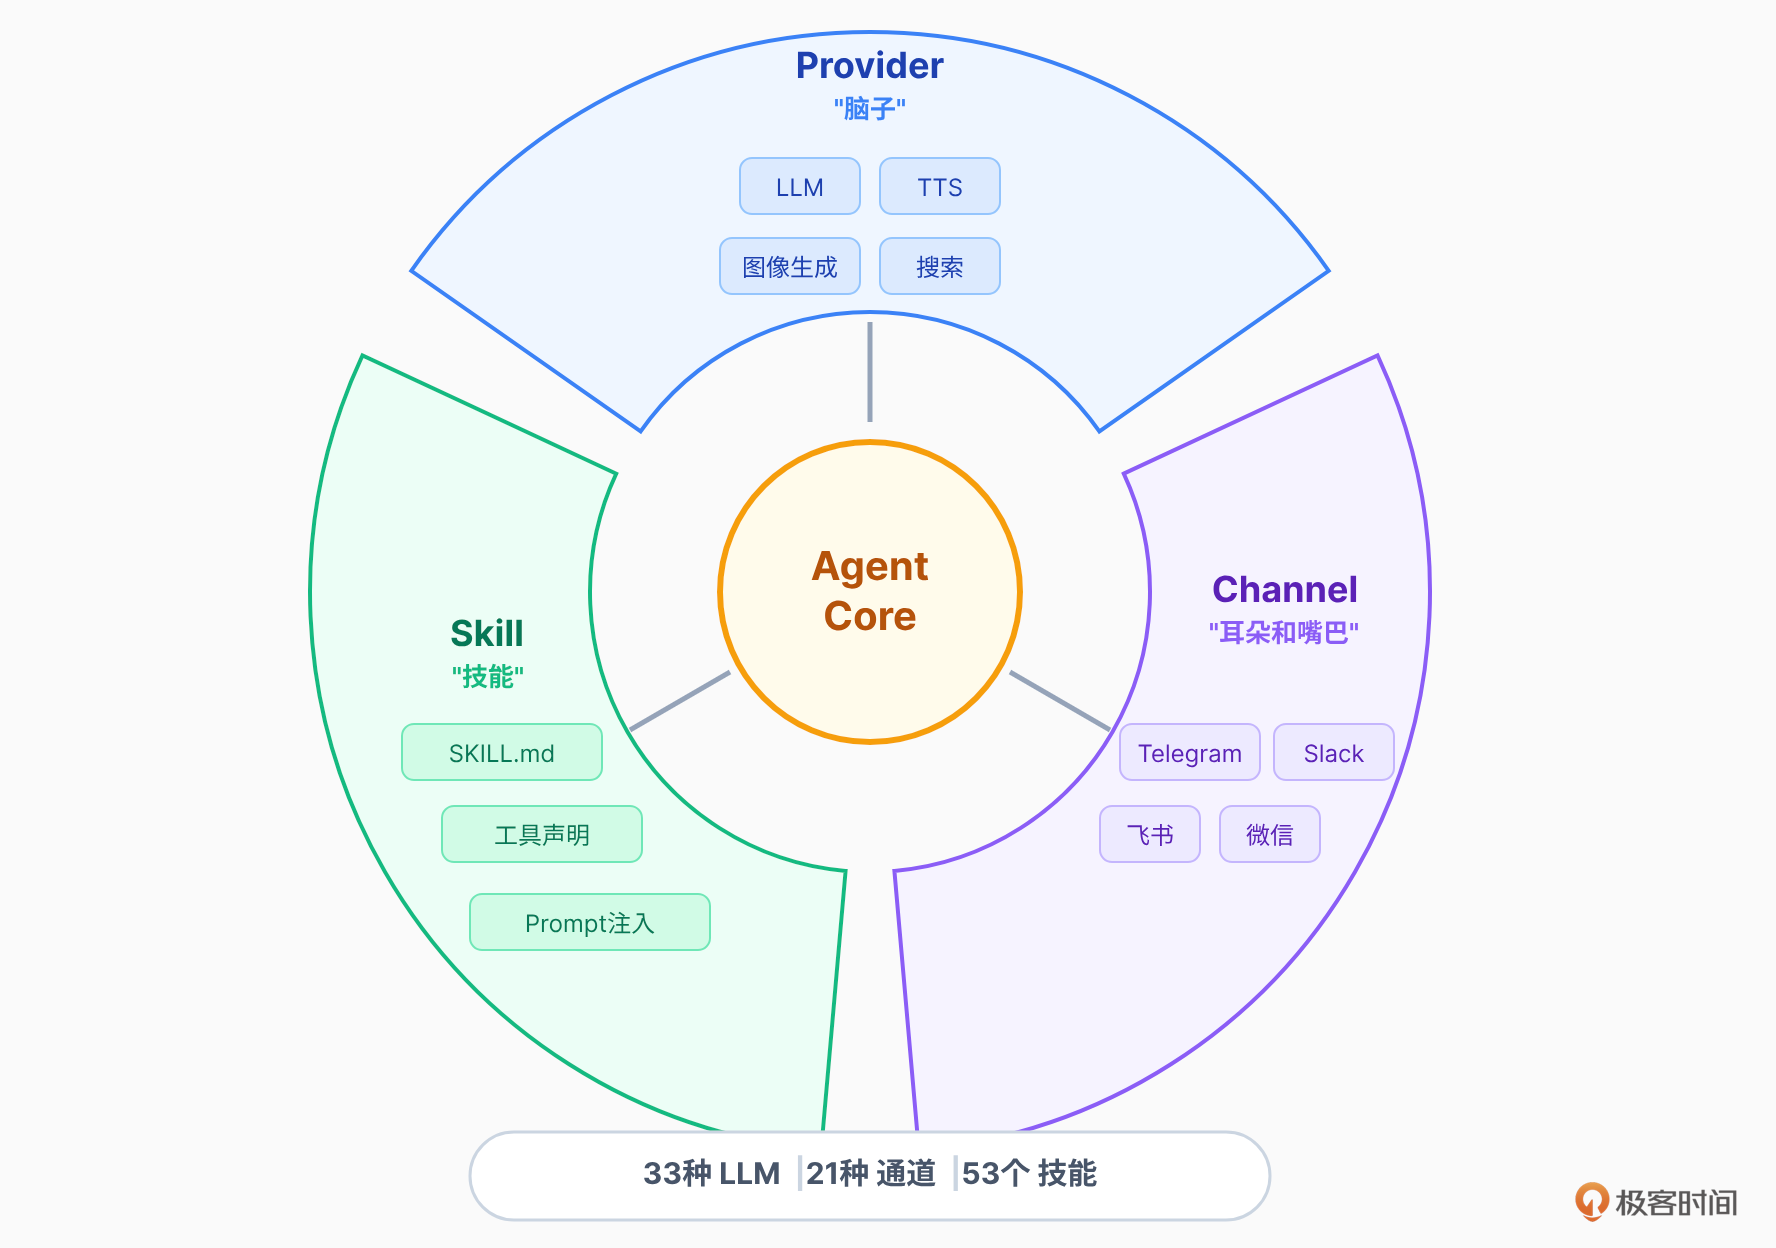 Provider
"脑子"
LLM
TTS
图像生成
搜索
Agent
Core
Skill
"技能"
SKILL.md
工具声明
Prompt注入
Channel
"耳朵和嘴巴"
Telegram
Slack
飞书
微信
33种 LLM |21种 通道 |53个 技能
极客时间